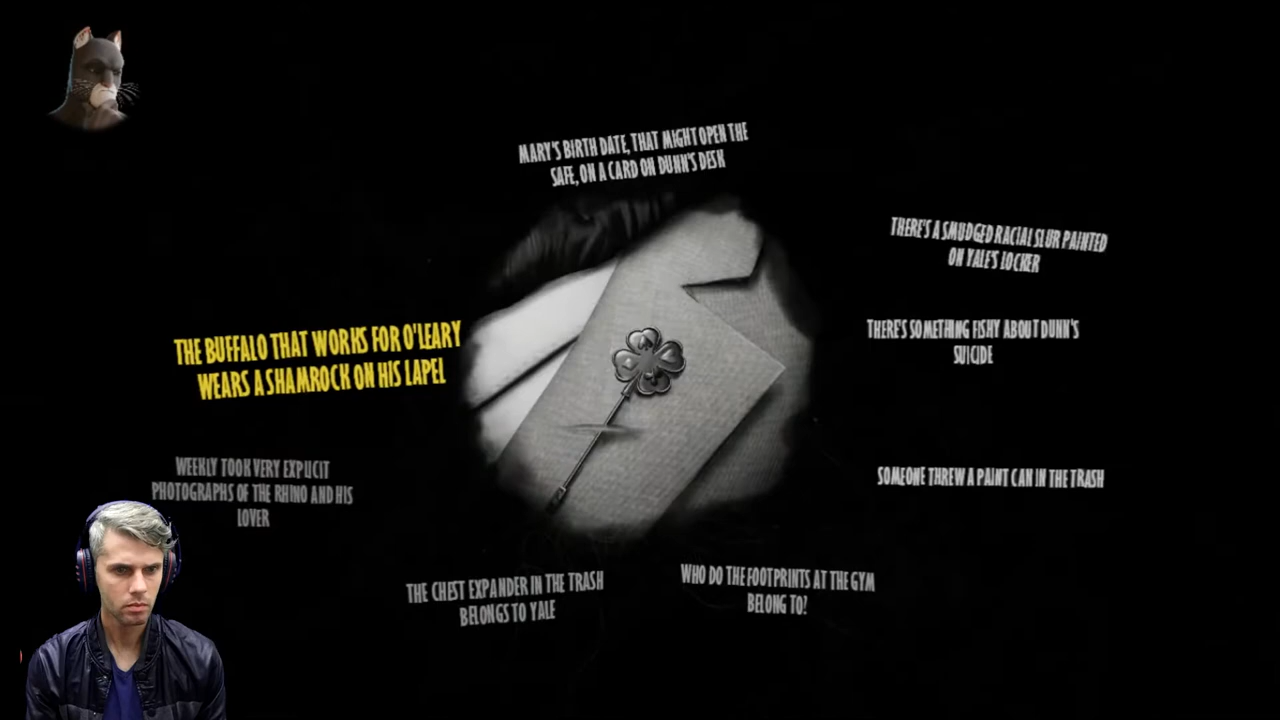 MARY'S BIRTH DATE, THAT MIGHT OPEN THE
SAFE, ON A CARD ON DUNN'S DESK
THERE'S A SMUDGED RACIAL SLUR PAINTED
ON YALE'S LOCKER
THE BUFFALO THAT WORKS FOR O'LEARY
WEARS A SHAMROCK ON HIS LAPEL
THERE'S SOMETHING FISHY ABOUT DUNN'S
SUICIDE
WEEKLY TOOK VERY EXPLICIT
PHOTOGRAPHS OF THE RHINO AND HIS
LOVER
SOMEONE THREW A PAINT CAN IN THE TRASH
THE CHEST EXPANDER IN THE TRASH
BELONGS TO YALE
WHO DO THE FOOTPRINTS AT THE GYM
BELONG TO?